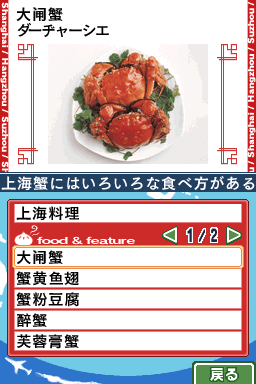 大闸蟹
ダーヂャーシエ
Shanghai / Hangzhou / Suzhou /
Shanghai / Hangzhou / Suzhou /
上海蟹にはいろいろな食べ方がある
上海料理
food & feature
1/2
大闸蟹
蟹黄鱼翅
蟹粉豆腐
醉蟹
芙蓉膏蟹
戻る